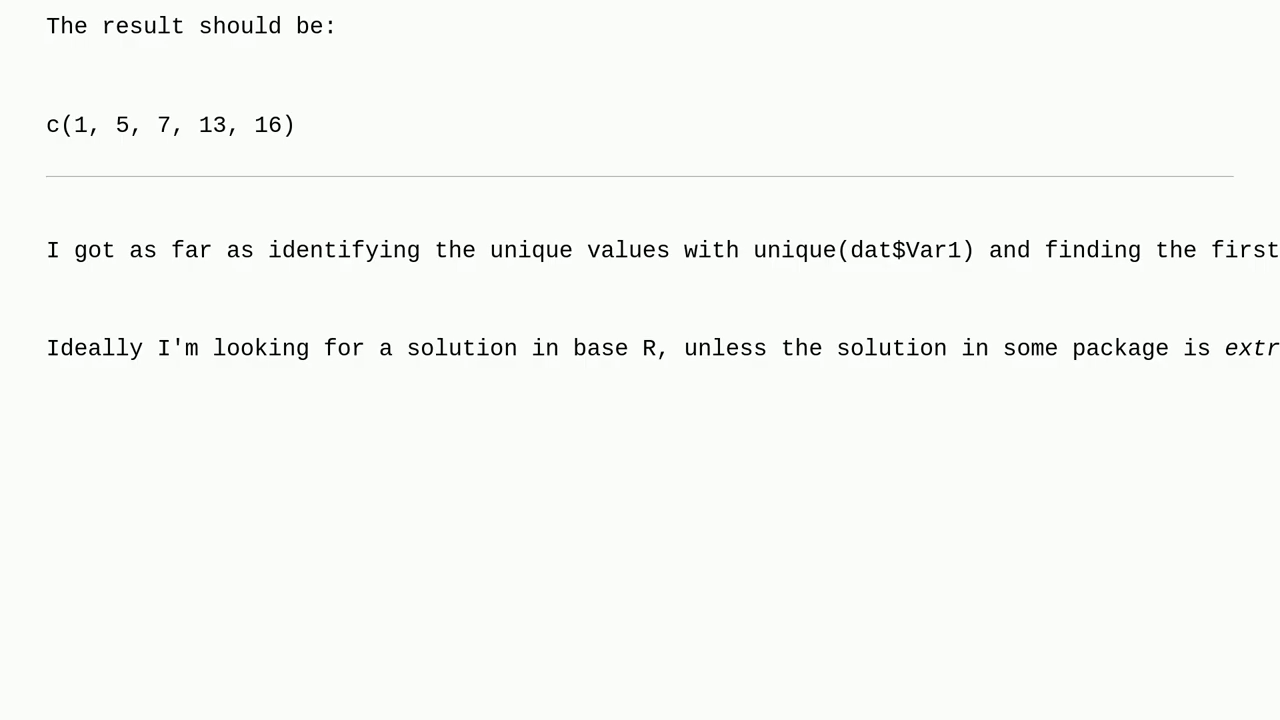 The result should be:
c(1, 5, 7, 13, 16)
I got as far as identifying the unique values with unique(dat$Var1) and finding the first
Ideally I'm looking for a solution in base R, unless the solution in some package is extr